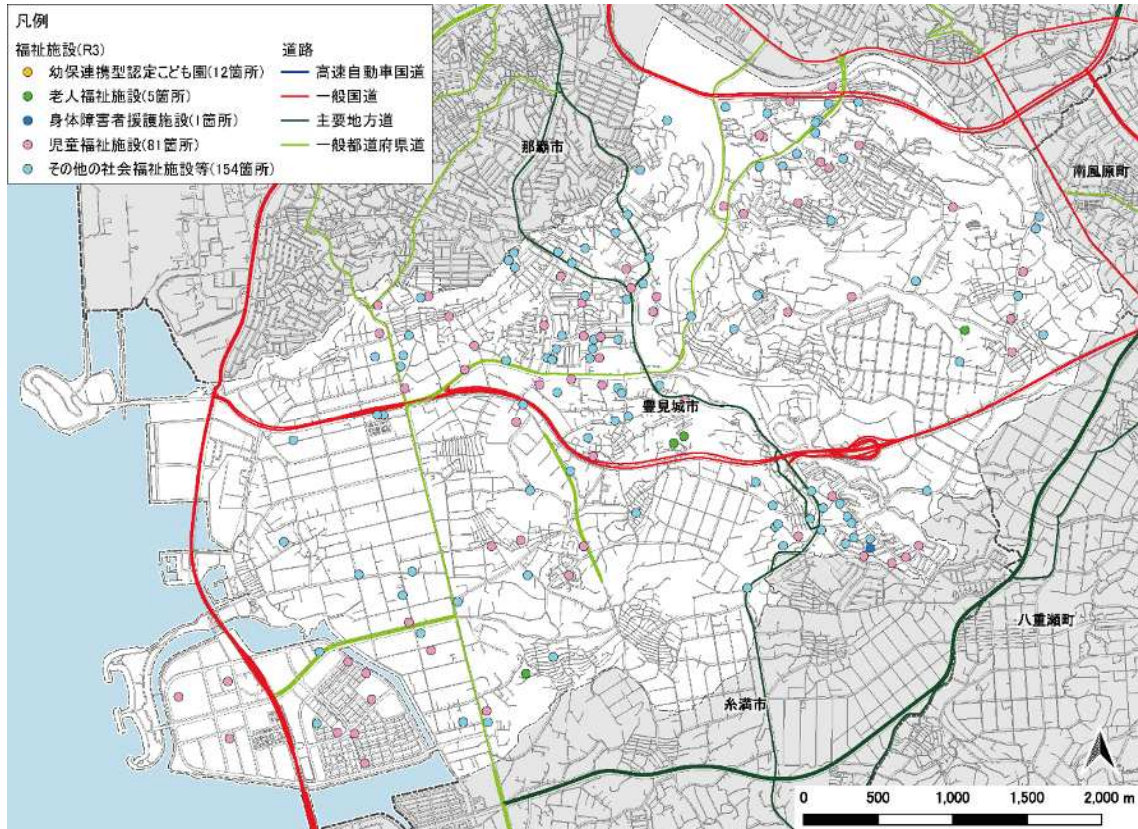 凡例
福祉施設(R3)
幼保連携型認定こども園(12箇所)
老人福祉施設(5箇所)
身体障害者援護施設(1箇所)
児童福祉施設(81箇所)
その他の社会福祉施設等(154箇所)
道路
高速自動車国道
一般国道
主要地方道
一般都道府県道
那覇市
南風原町
豊見城市
八重瀬町
糸満市
0 500 1,000 1,500 2,000 m